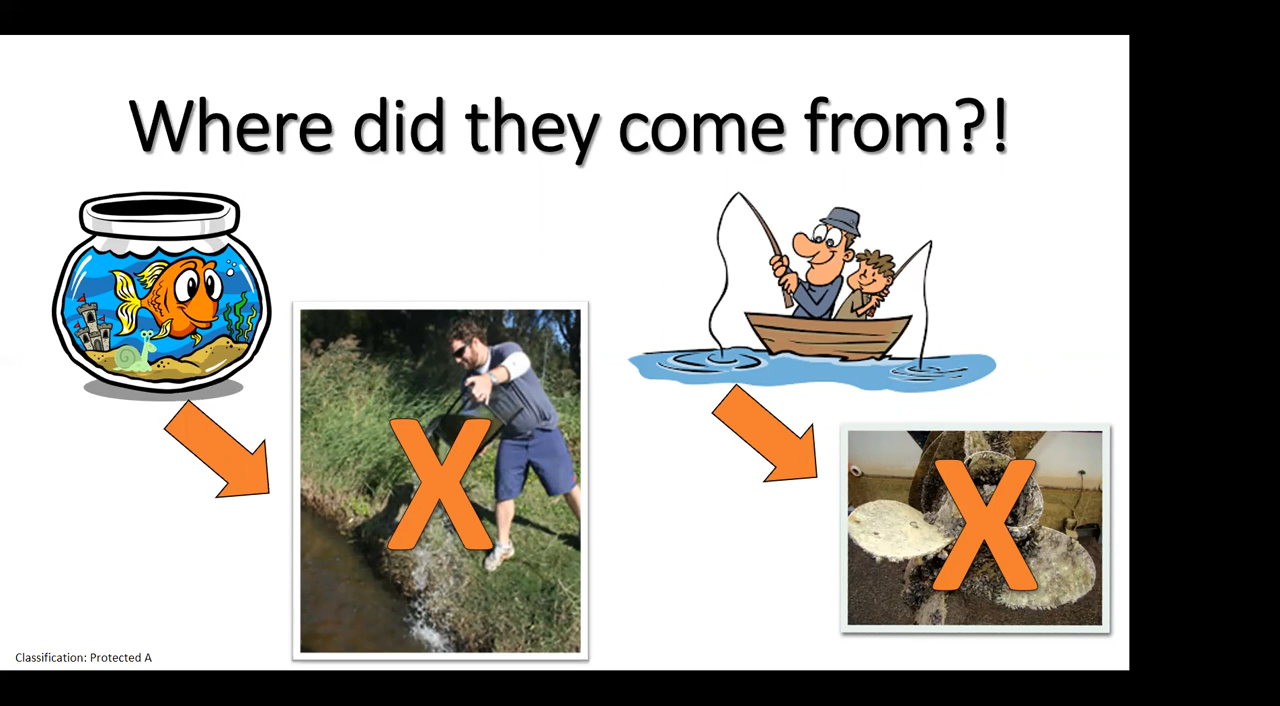 Where did they come from?!
X
X
Classification: Protected A